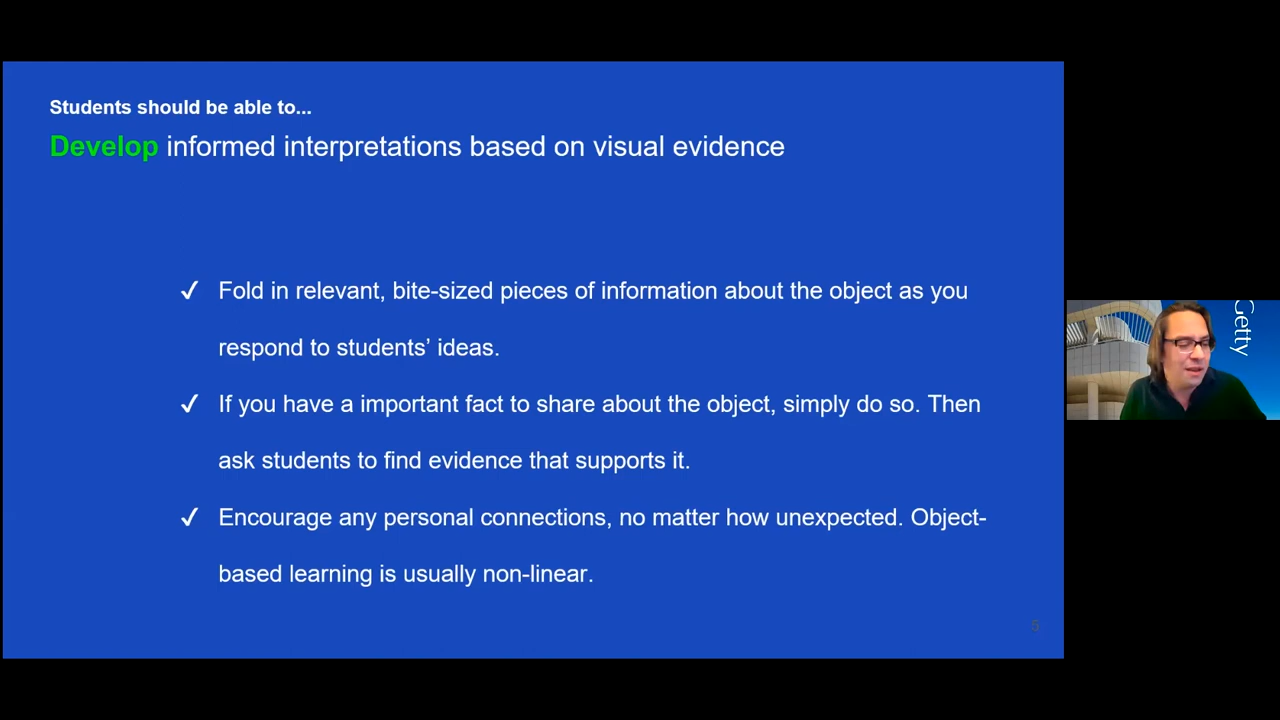 Students should be able to...
Develop informed interpretations based on visual evidence
✓ Fold in relevant, bite-sized pieces of information about the object as you
respond to students’ ideas.
✓ If you have a important fact to share about the object, simply do so. Then
ask students to find evidence that supports it.
✓ Encourage any personal connections, no matter how unexpected. Object-
based learning is usually non-linear.
5
Getty